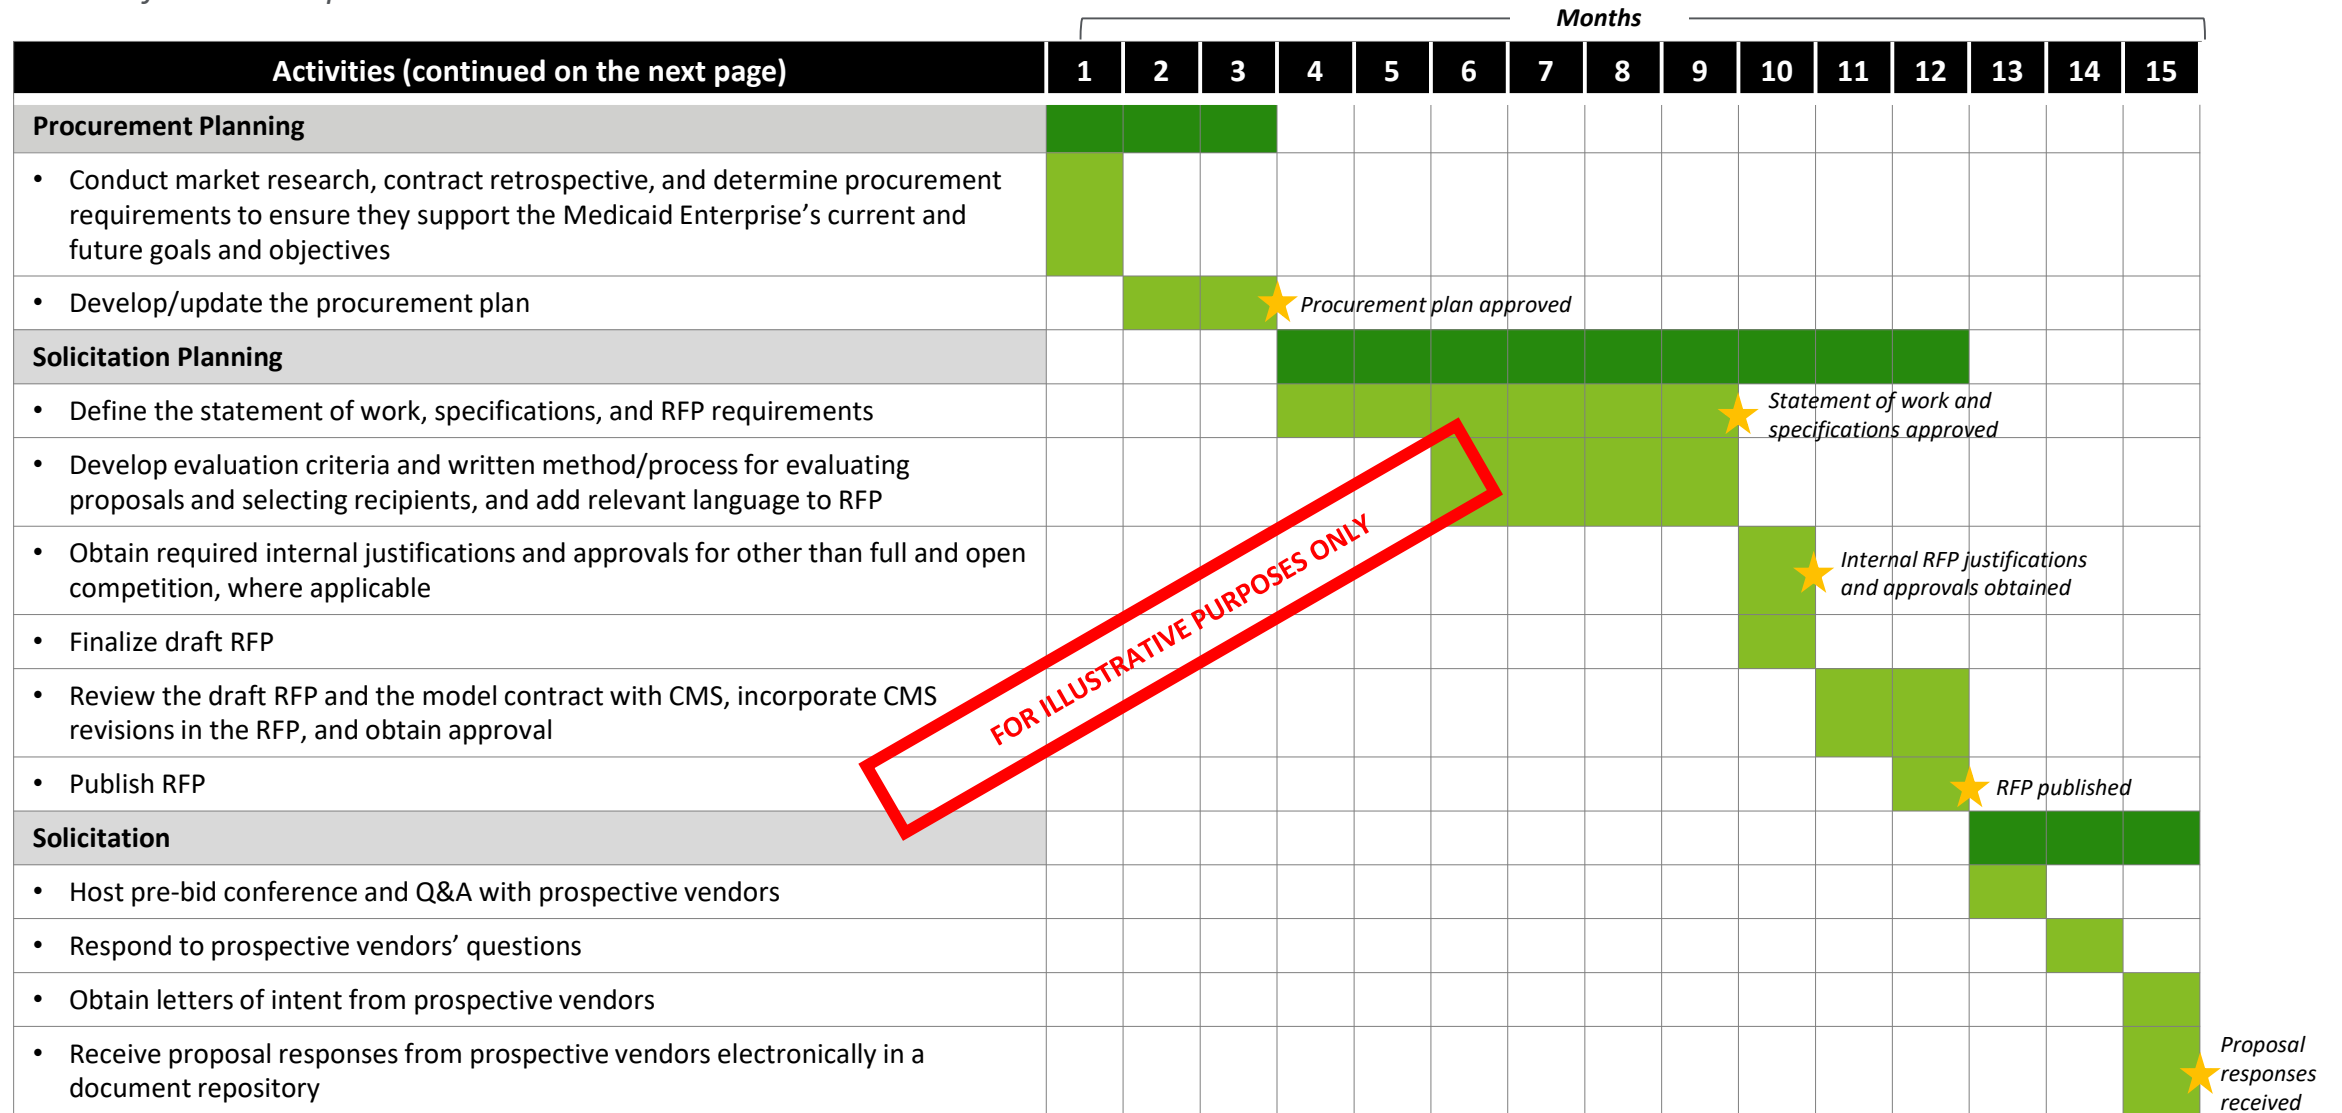 Months
Activities (continued on the next page) 1 2 3 4 5 6 7 8 9 10 11 12 13 14 15
Procurement Planning
• Conduct market research, contract retrospective, and determine procurement
requirements to ensure they support the Medicaid Enterprise’s current and
future goals and objectives
• Develop/update the procurement plan
Procurement plan approved
Solicitation Planning
• Define the statement of work, specifications, and RFP requirements
Statement of work and
specifications approved
• Develop evaluation criteria and written method/process for evaluating
proposals and selecting recipients, and add relevant language to RFP
• Obtain required internal justifications and approvals for other than full and open
competition, where applicable
Internal RFP justifications
and approvals obtained
• Finalize draft RFP
• Review the draft RFP and the model contract with CMS, incorporate CMS
revisions in the RFP, and obtain approval
FOR ILLUSTRATIVE PURPOSES ONLY
• Publish RFP
RFP published
Solicitation
• Host pre-bid conference and Q&A with prospective vendors
• Respond to prospective vendors’ questions
• Obtain letters of intent from prospective vendors
• Receive proposal responses from prospective vendors electronically in a
document repository
Proposal
responses
received